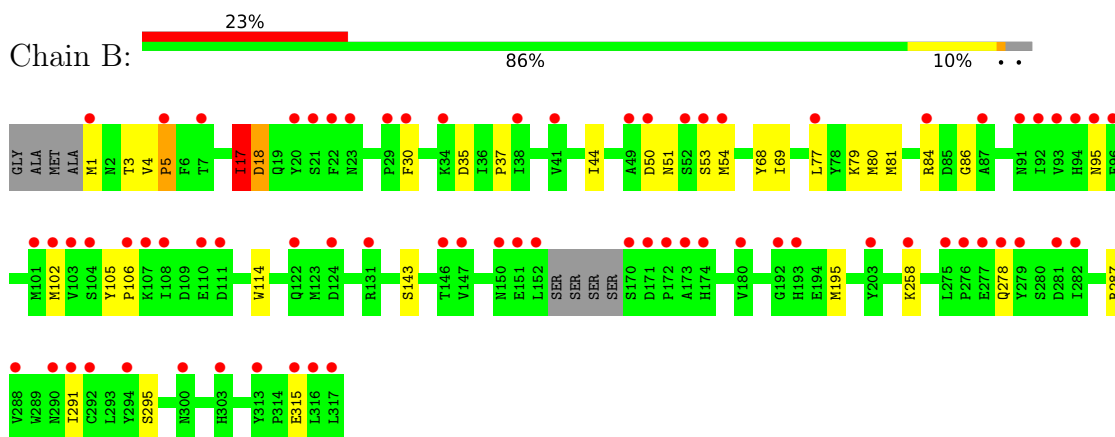 23%
Chain B:
86% 10% • •
GLY ALA MET ALA M1 N2 T3 V4 P5 F6 T7 I17 D18 Q19 Y20 S21 F22 N23 P29 F30 K34 D35 I36 P37 I38 V41 I44 A49 D50 N51 S52 S53 M54 Y68 I69 L77 Y78 K79 M80 M81 R84 D85 G86 A87 N91 I92 V93 H94 N95
M101 M102 V103 S104 Y105 P106 K107 I108 D109 E110 D111 W114 Q122 M123 D124 R131 S143 T146 V147 N150 E151 L152 SER SER SER SER S170 D171 P172 A173 H174 V180 G192 H193 E194 M195 Y203 K258 L275 P276 E277 Q278 Y279 S280 D281 I282
V288 W289 N290 I291 C292 L293 Y294 S295 N300 H303 Y313 P314 E315 L316 L317